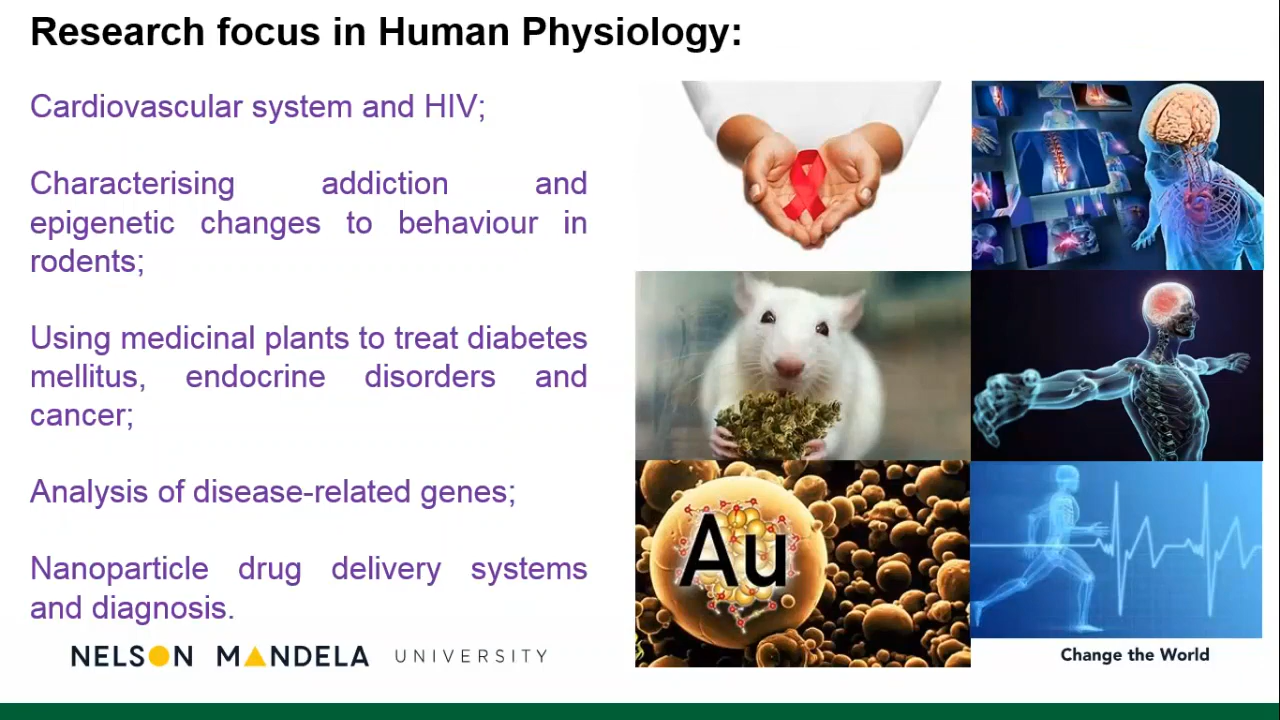 Research focus in Human Physiology:
Cardiovascular system and HIV;
Characterising addiction and
epigenetic changes to behaviour in
rodents;
Using medicinal plants to treat diabetes
mellitus, endocrine disorders and
cancer;
Analysis of disease-related genes;
Nanoparticle drug delivery systems
and diagnosis.
Au
NELSON MANDELA UNIVERSITY
Change the World